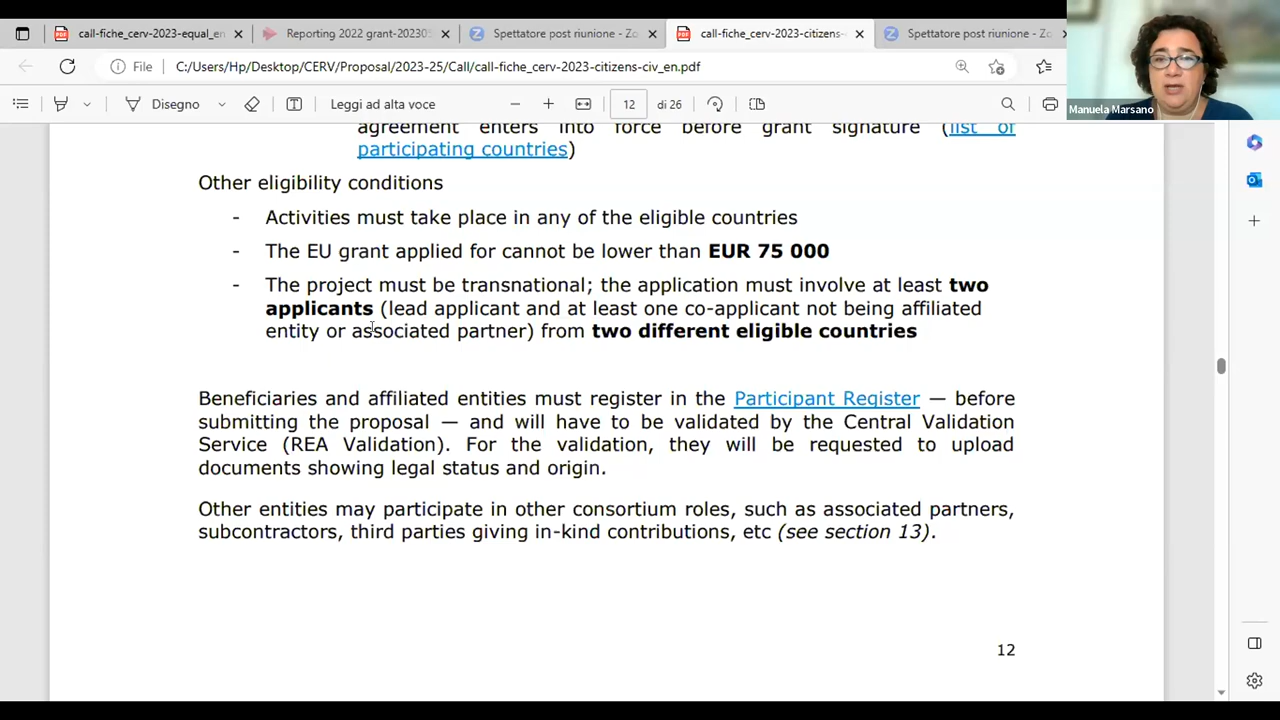 call-fiche_cerv-2023-equal_en
Reporting 2022 grant-202305
Spettatore post riunione - Zo
call-fiche_cerv-2023-citizens-
Spettatore post riunione - Zo
File
C:/Users/Hp/Desktop/CERV/Proposal/2023-25/Call/call-fiche_cerv-2023-citizens-civ_en.pdf
Manuela Marsano
Disegno
Leggi ad alta voce
12
di 26
agreement enters into force before grant signature (list of
participating countries)
Other eligibility conditions
- Activities must take place in any of the eligible countries
- The EU grant applied for cannot be lower than EUR 75 000
- The project must be transnational; the application must involve at least two
applicants (lead applicant and at least one co-applicant not being affiliated
entity or associated partner) from two different eligible countries
Beneficiaries and affiliated entities must register in the Participant Register — before
submitting the proposal — and will have to be validated by the Central Validation
Service (REA Validation). For the validation, they will be requested to upload
documents showing legal status and origin.
Other entities may participate in other consortium roles, such as associated partners,
subcontractors, third parties giving in-kind contributions, etc (see section 13).
12